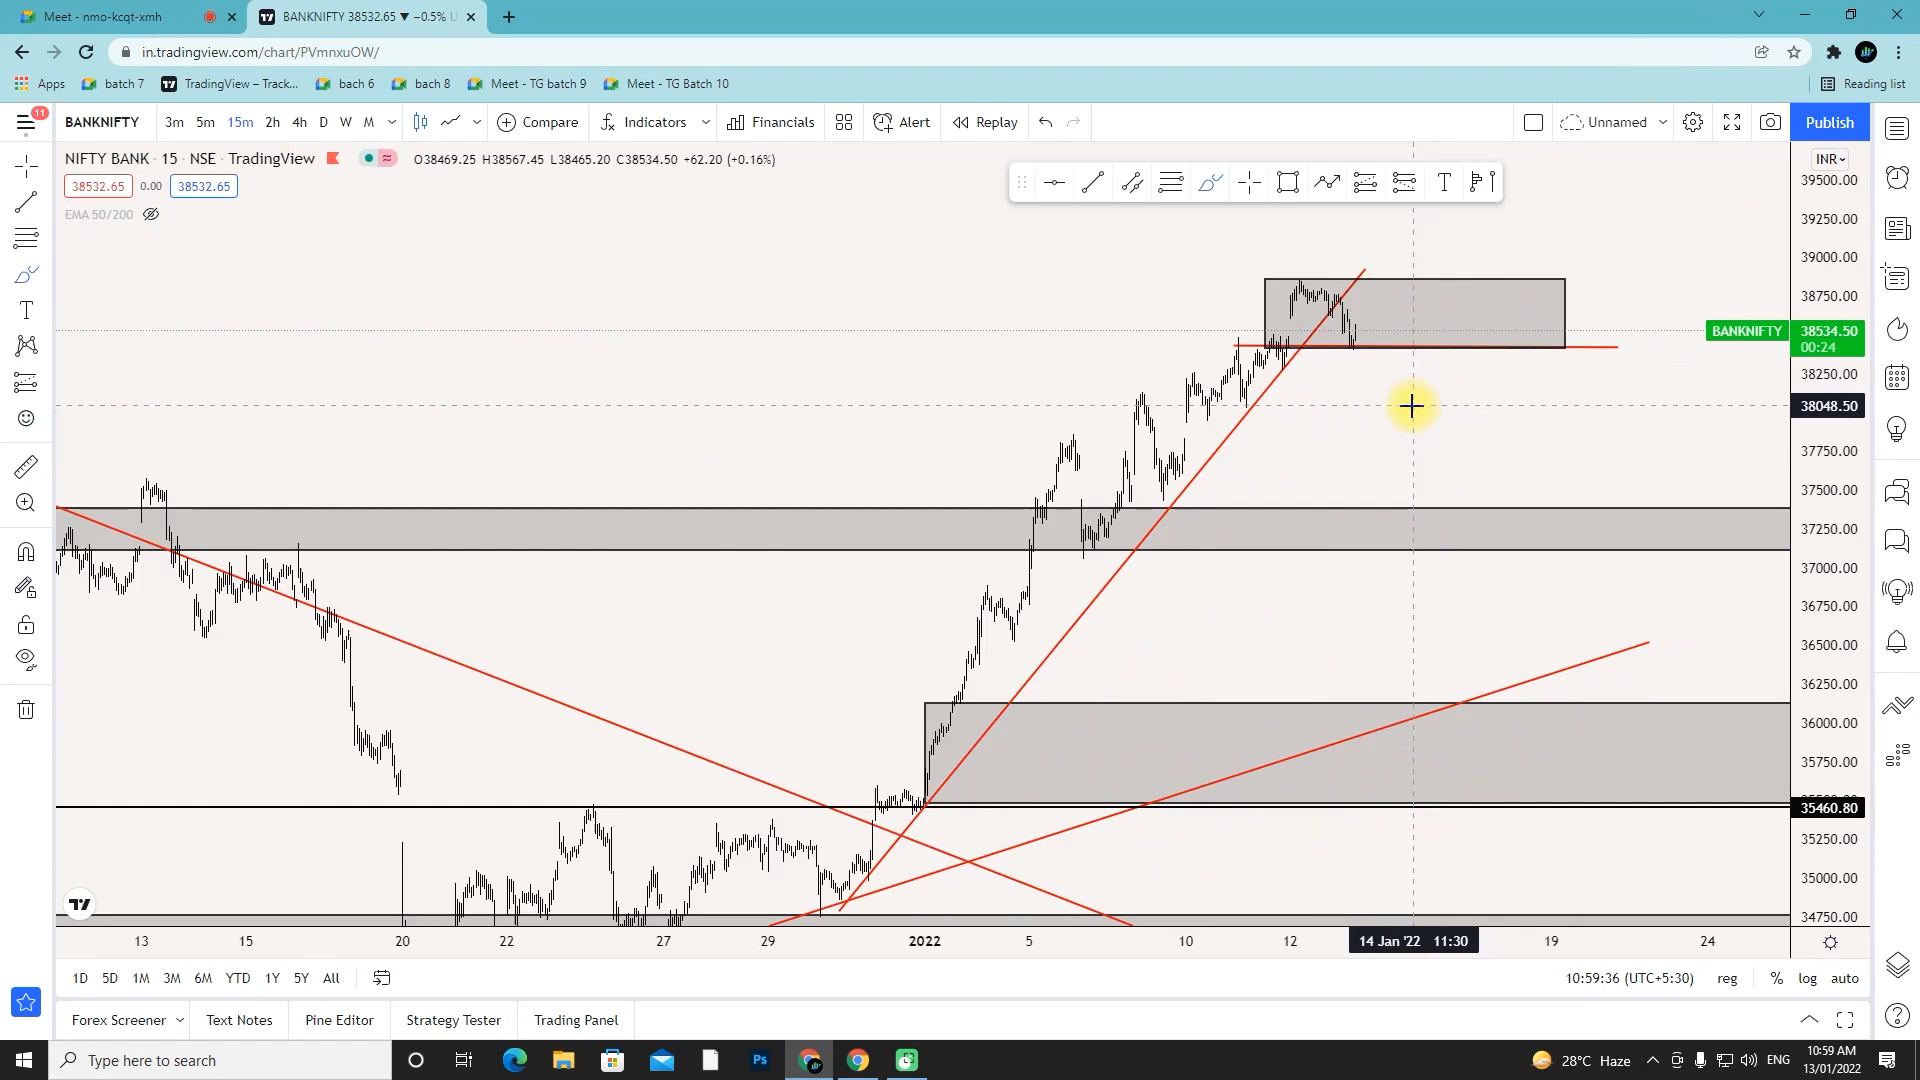 Meet - nmo-kcqt-xmh
BANKNIFTY 38532.65 ▼ −0.5% U
in.tradingview.com/chart/PVmnxuOW/
Apps
batch 7
TradingView – Track...
bach 6
bach 8
Meet - TG batch 9
Meet - TG Batch 10
Reading list
11
BANKNIFTY
3m 5m 15m 2h 4h D W M
Compare
Indicators
Financials
Alert
Replay
Unnamed
Publish
NIFTY BANK · 15 · NSE · TradingView
O38469.25 H38567.45 L38465.20 C38534.50 +62.20 (+0.16%)
INR
38532.65 0.00 38532.65
EMA 50/200
39500.00
39250.00
39000.00
38750.00
BANKNIFTY 38534.50
00:24
38250.00
38048.50
37750.00
37500.00
37250.00
37000.00
36750.00
36500.00
36250.00
36000.00
35750.00
35460.80
35250.00
35000.00
34750.00
13 15 20 22 27 29 2022 5 10 12 14 Jan '22 11:30 19 24
1D 5D 1M 3M 6M YTD 1Y 5Y All
10:59:36 (UTC+5:30) reg % log auto
Forex Screener Text Notes Pine Editor Strategy Tester Trading Panel
Type here to search
Ps
28°C Haze
ENG
10:59 AM
13/01/2022